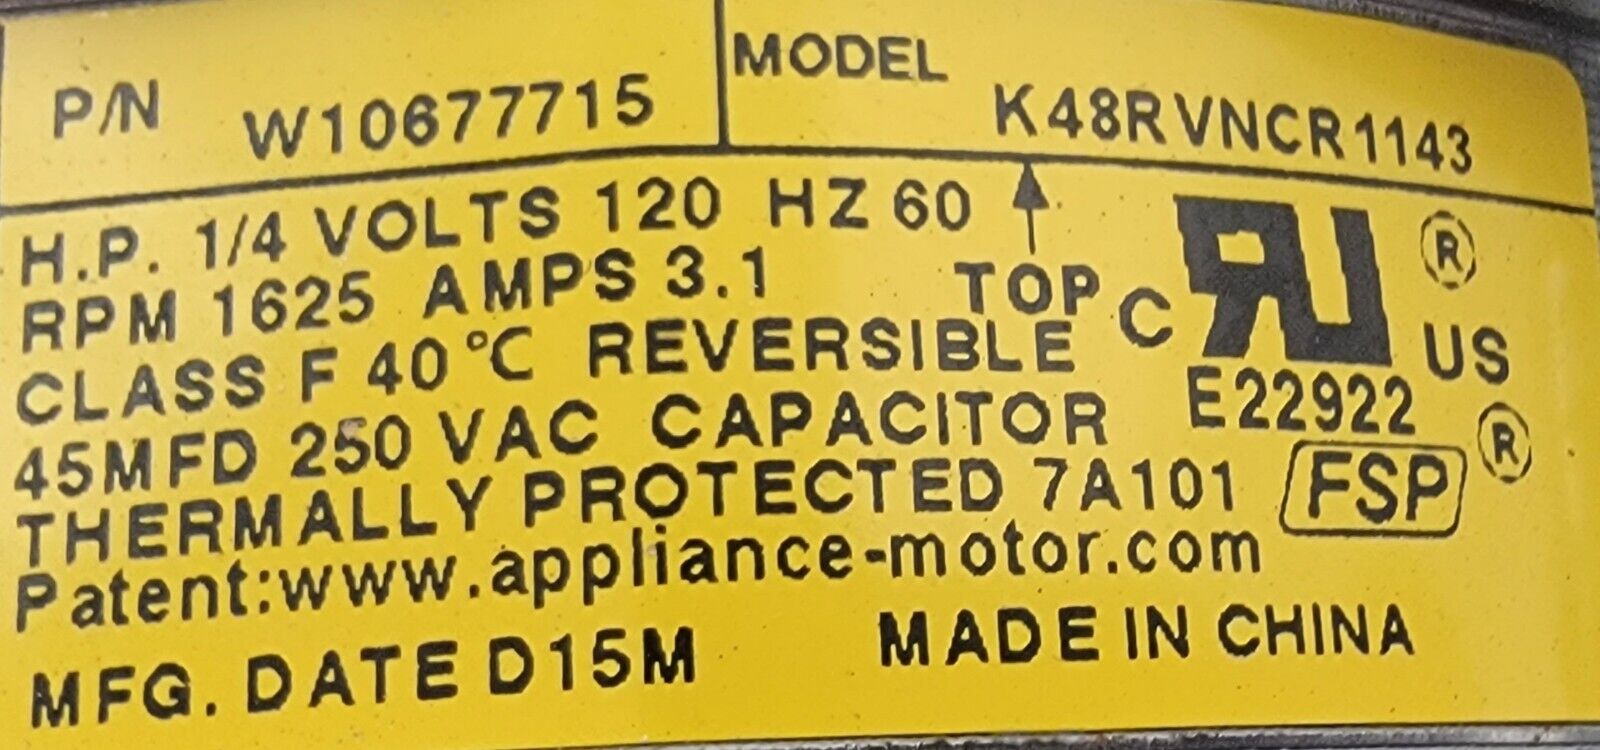 P/N W10677715
MODEL K48RVNCR1143
H.P. 1/4 VOLTS 120 HZ 60
RPM 1625 AMPS 3.1
TOP
CLASS F 40°C REVERSIBLE
45MFD 250 VAC CAPACITOR
THERMALLY PROTECTED 7A101
C RU US ®
E22922
FSP ®
Patent:www.appliance-motor.com
MFG. DATE D15M MADE IN CHINA